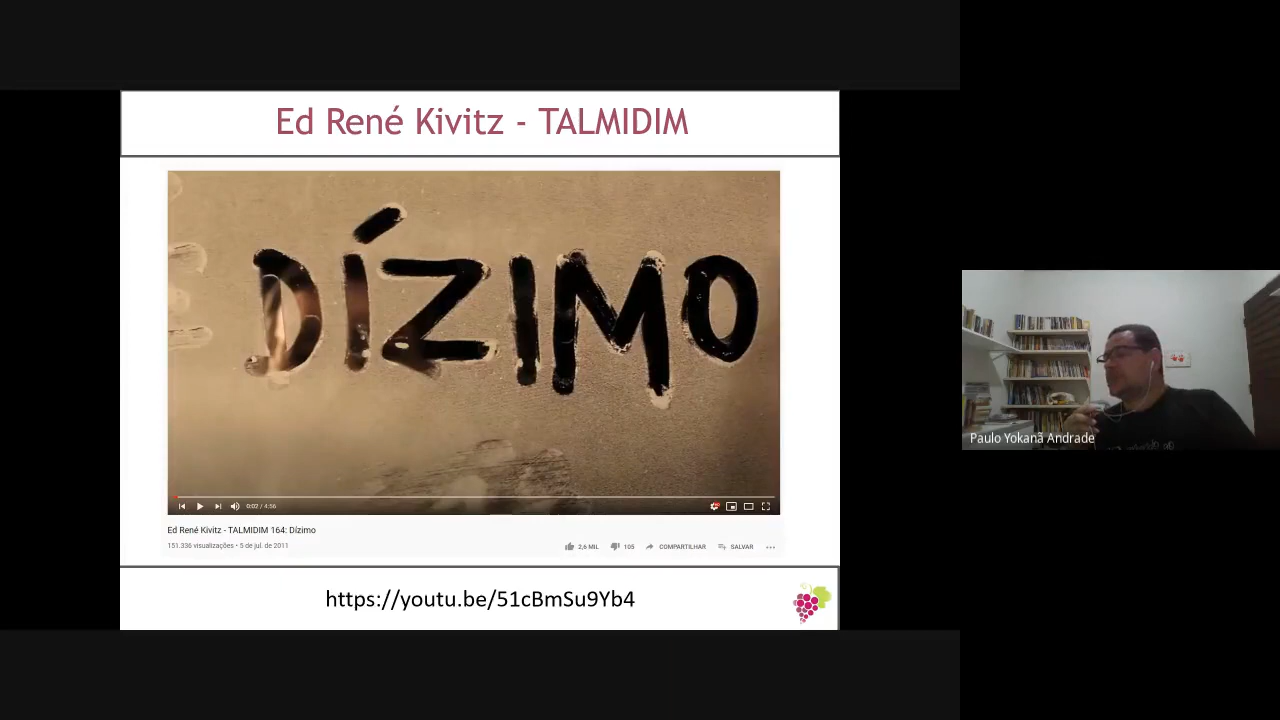 Ed René Kivitz - TALMIDIM
DÍZIMO
0:02 / 4:56
Ed René Kivitz - TALMIDIM 164: Dízimo
151.336 visualizações • 5 de jul. de 2011
2,6 MIL 105 COMPARTILHAR SALVAR
https://youtu.be/51cBmSu9Yb4
Paulo Yokanã Andrade